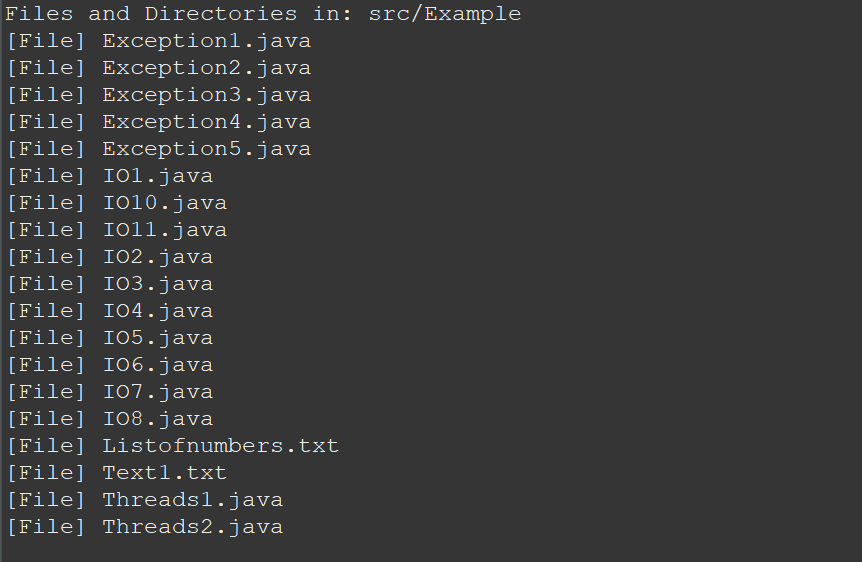 Files and Directories in: src/Example
[File] Exception1.java
[File] Exception2.java
[File] Exception3.java
[File] Exception4.java
[File] Exception5.java
[File] IO1.java
[File] IO10.java
[File] IO11.java
[File] IO2.java
[File] IO3.java
[File] IO4.java
[File] IO5.java
[File] IO6.java
[File] IO7.java
[File] IO8.java
[File] Listofnumbers.txt
[File] Text1.txt
[File] Threads1.java
[File] Threads2.java